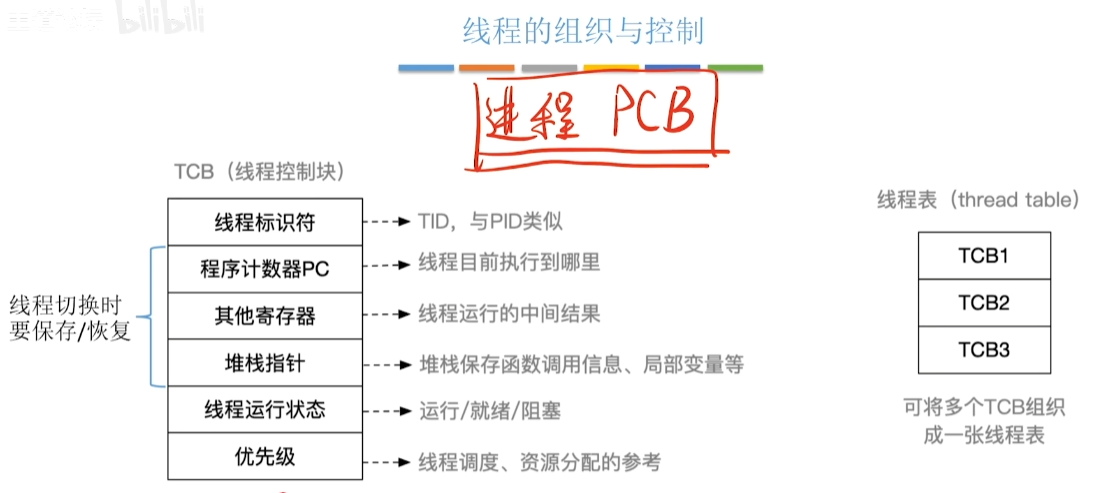 bilibili
线程的组织与控制
进程 PCB
TCB（线程控制块）
线程标识符
TID，与PID类似
程序计数器PC
线程目前执行到哪里
其他寄存器
线程运行的中间结果
堆栈指针
堆栈保存函数调用信息、局部变量等
线程运行状态
运行/就绪/阻塞
优先级
线程调度、资源分配的参考
线程切换时
要保存/恢复
线程表（thread table）
TCB1
TCB2
TCB3
可将多个TCB组织
成一张线程表